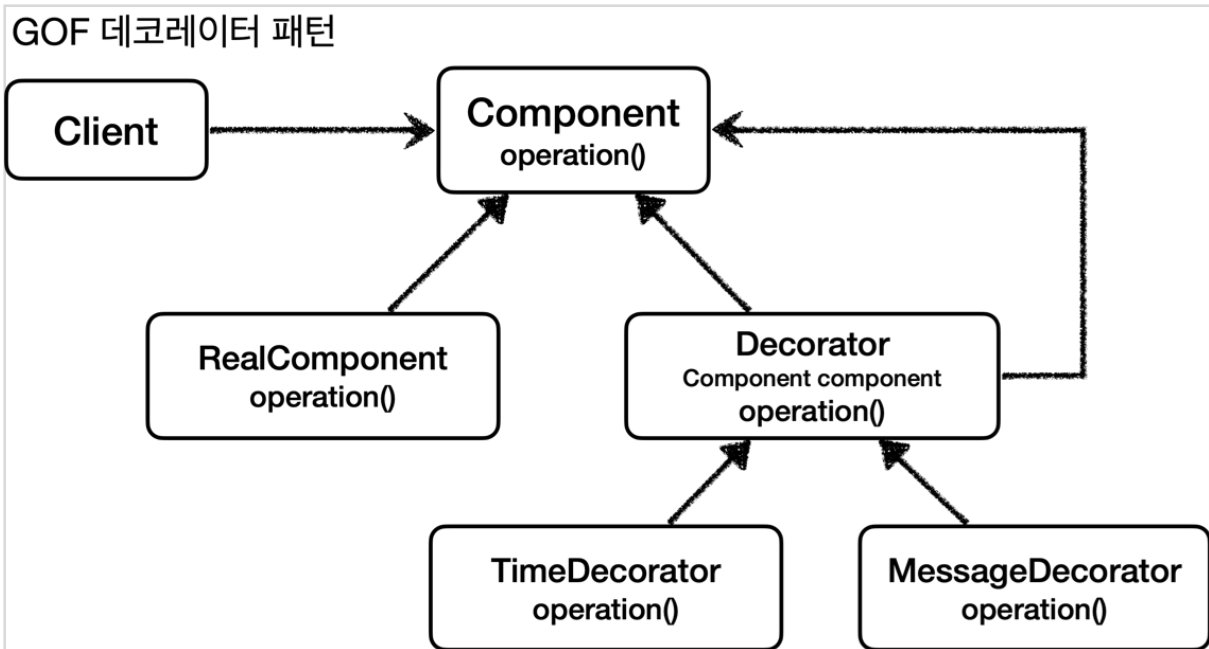 GOF 데코레이터 패턴
Client
Component
operation()
RealComponent
operation()
Decorator
Component component
operation()
TimeDecorator
operation()
MessageDecorator
operation()